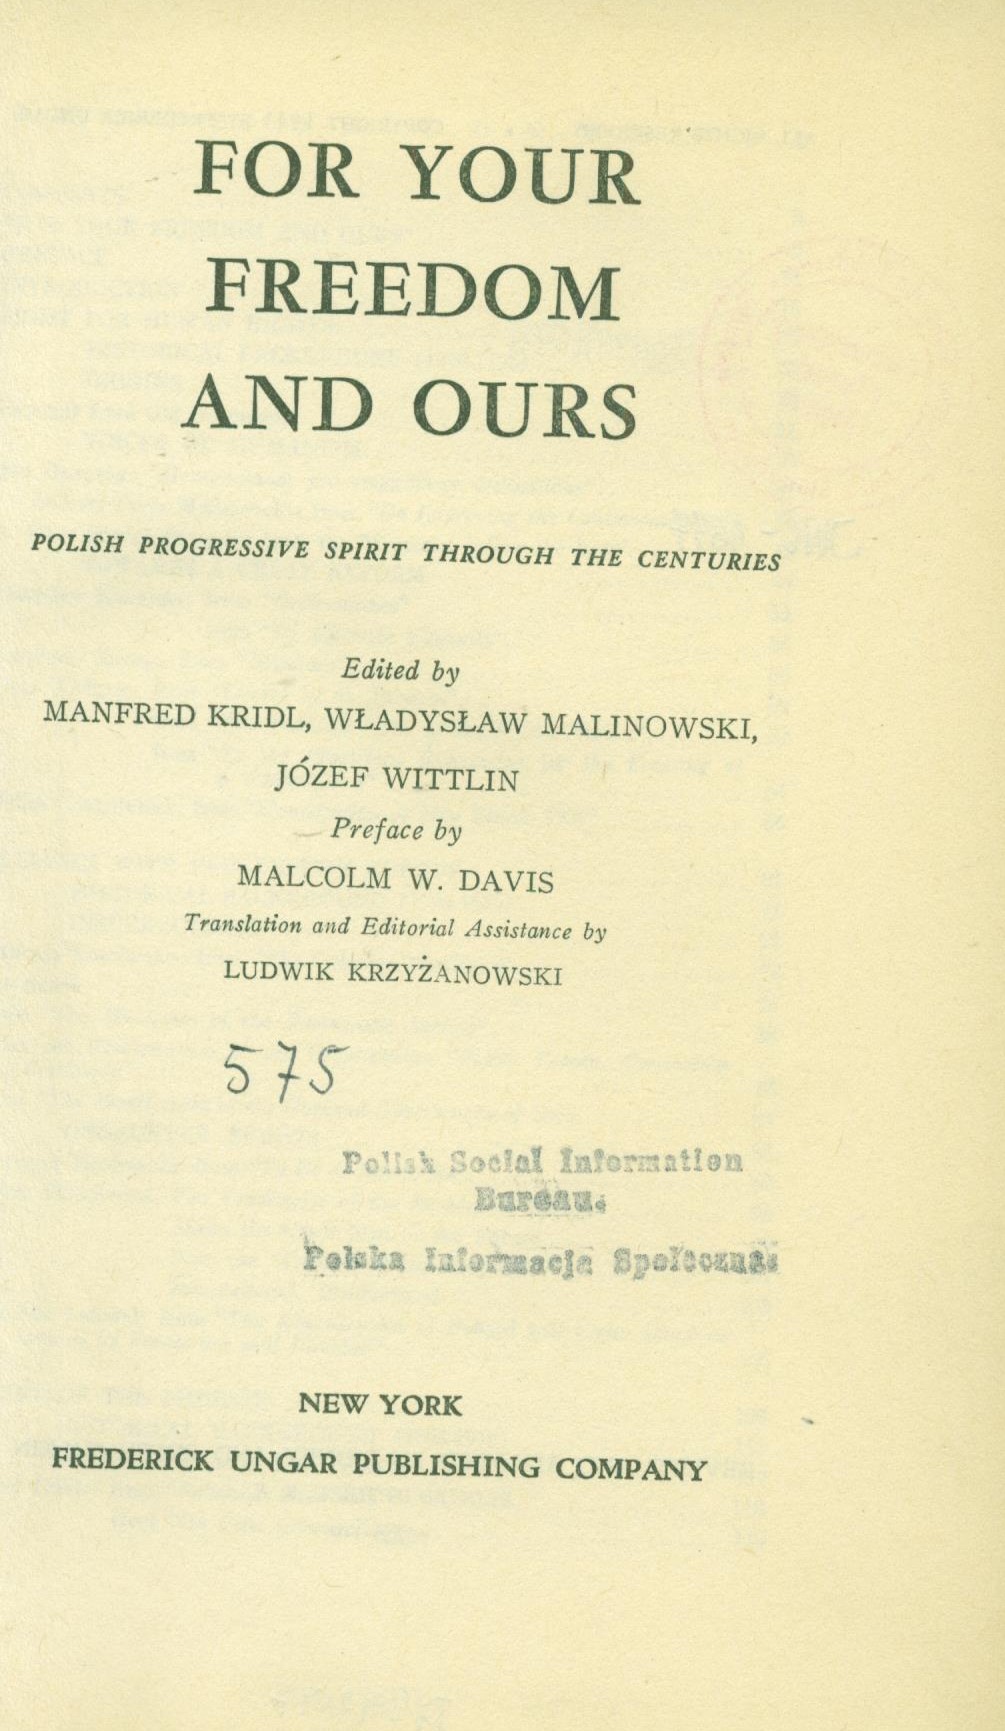 FOR YOUR
FREEDOM
AND OURS
POLISH PROGRESSIVE SPIRIT THROUGH THE CENTURIES
Edited by
MANFRED KRIDL, WŁADYSŁAW MALINOWSKI,
JÓZEF WITTLIN
Preface by
MALCOLM W. DAVIS
Translation and Editorial Assistance by
LUDWIK KRZYŻANOWSKI
575
Polish Social Information
Bureau.
Polska Informacja Społeczna.
NEW YORK
FREDERICK UNGAR PUBLISHING COMPANY